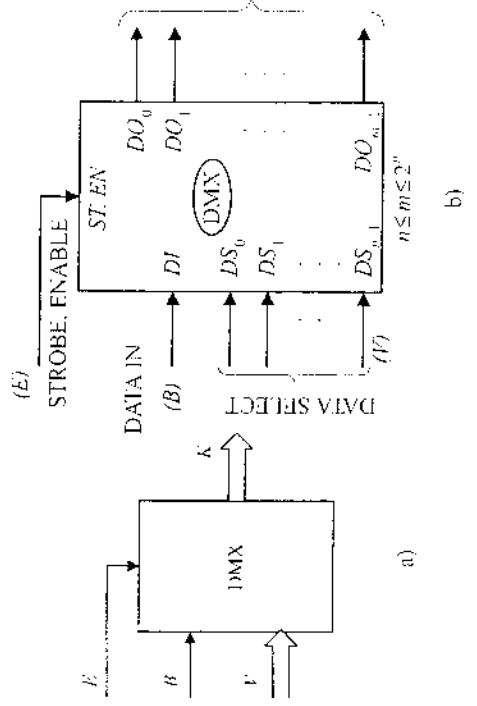 E
B
V
DMX
K
a)
(E)
STROBE, ENABLE
ST. EN
DATA IN
(B)
DI
DO₀
DO₁
DMX
DATA SELECT
DS₀
DS₁
DSₙ₋₁
DOₘ₋₁
(V)
n ≤ m ≤ 2ⁿ
b)